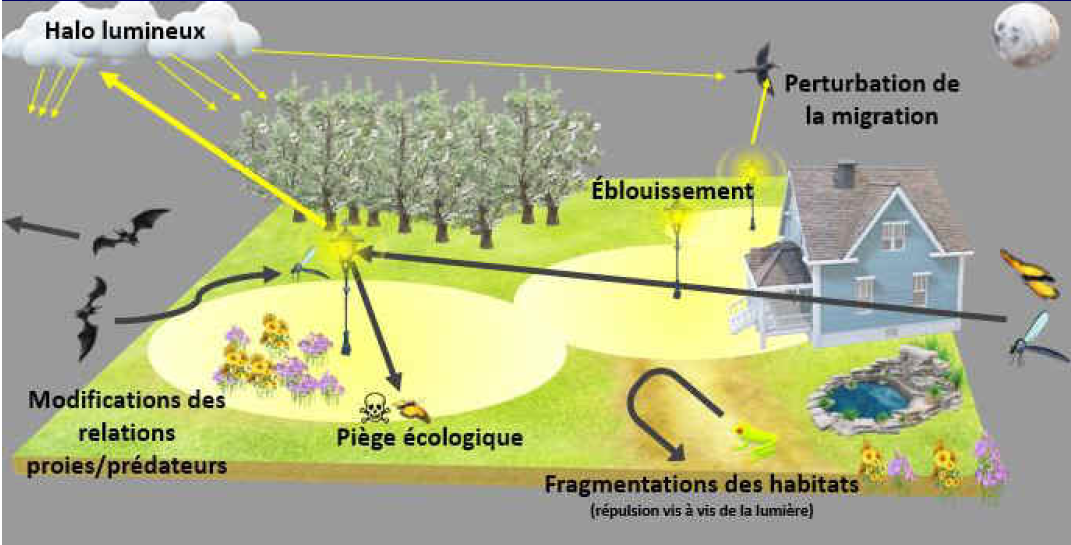 Halo lumineux
Perturbation de
la migration
Éblouissement
Modifications des
relations
proies/prédateurs
Piège écologique
Fragmentations des habitats
(répulsion vis à vis de la lumière)